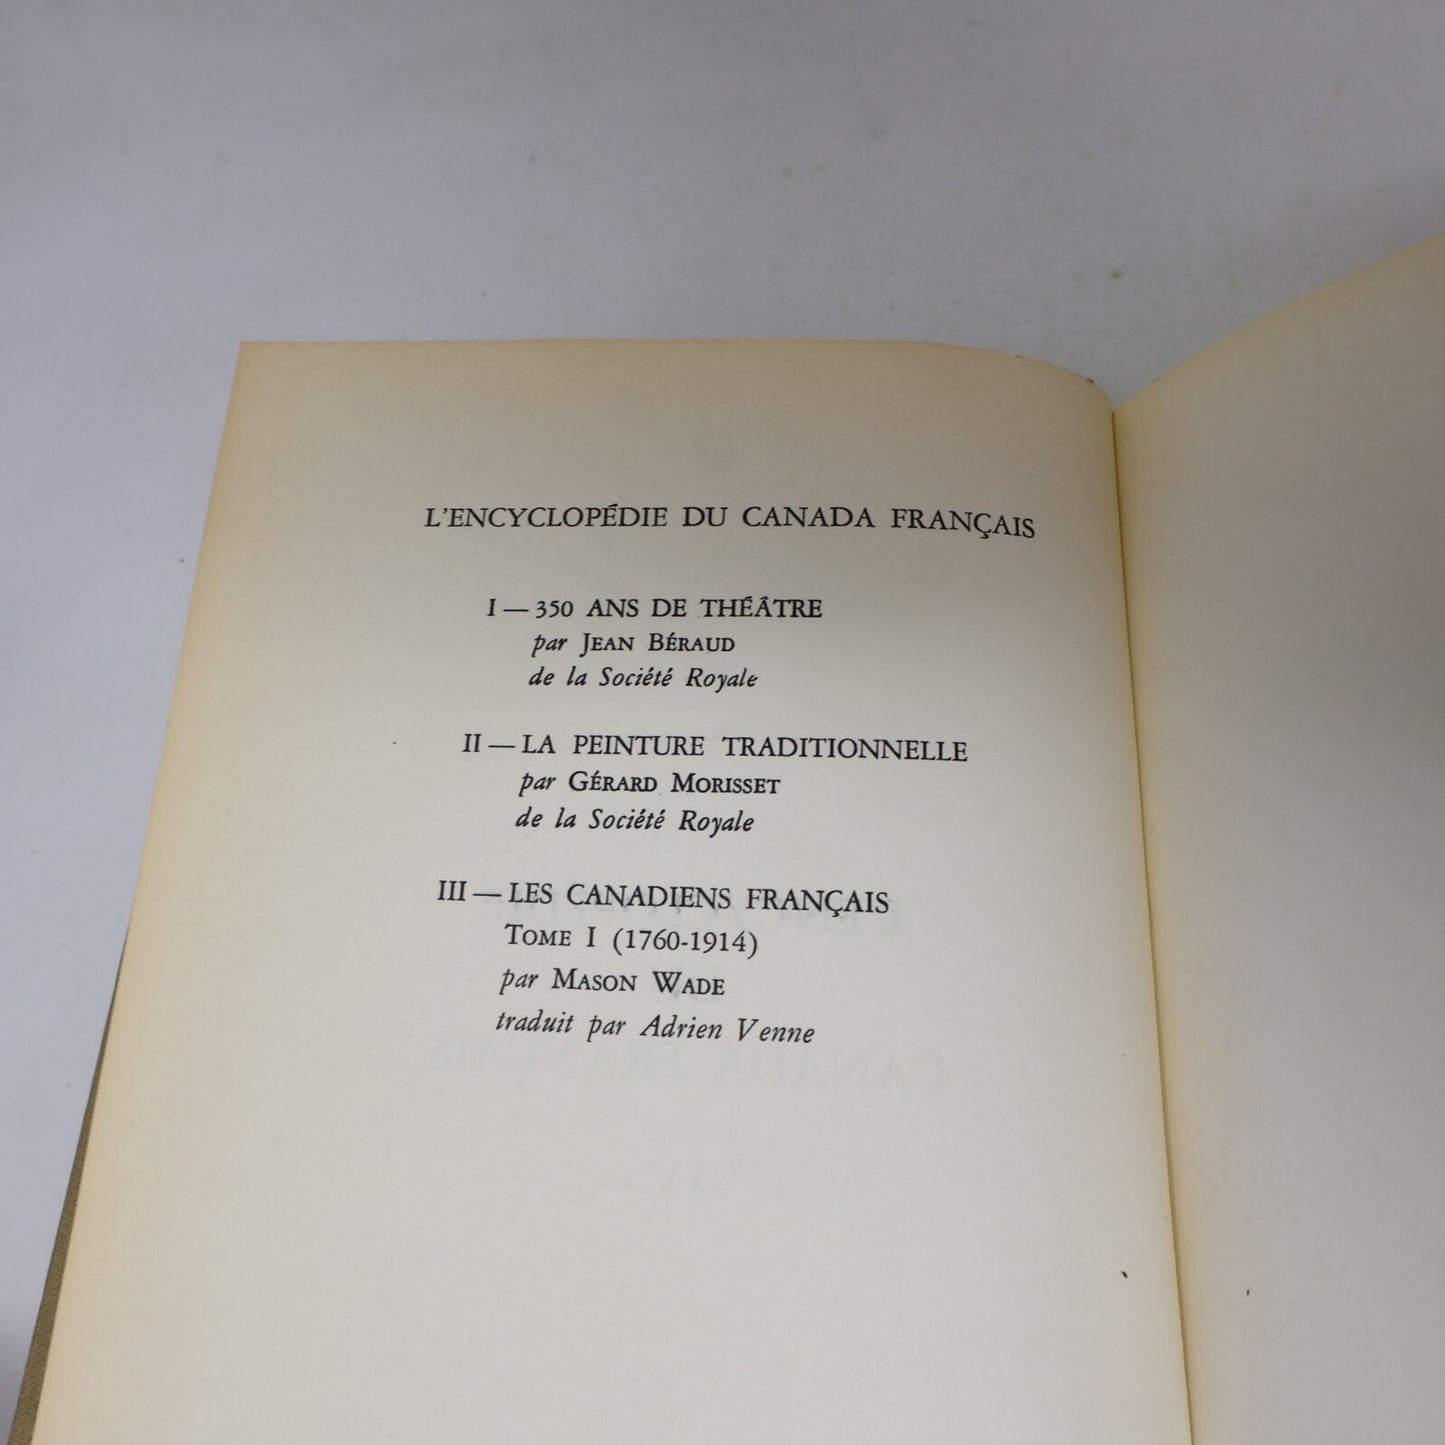 L'ENCYCLOPÉDIE DU CANADA FRANÇAIS
I — 350 ANS DE THÉÂTRE
par JEAN BÉRAUD
de la Société Royale
II — LA PEINTURE TRADITIONNELLE
par GÉRARD MORISSET
de la Société Royale
III — LES CANADIENS FRANÇAIS
TOME I (1760-1914)
par MASON WADE
traduit par Adrien Venne